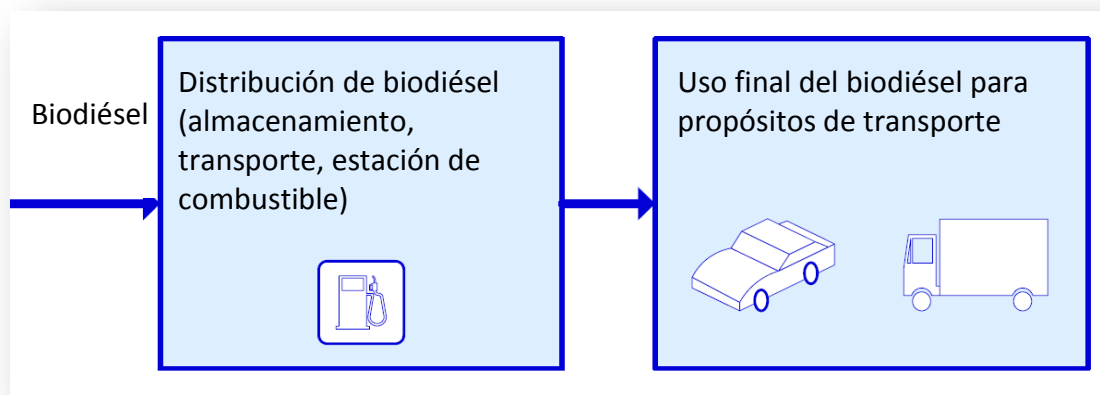 Biodiésel
Distribución de biodiésel
(almacenamiento,
transporte, estación de
combustible)
Uso final del biodiésel para
propósitos de transporte